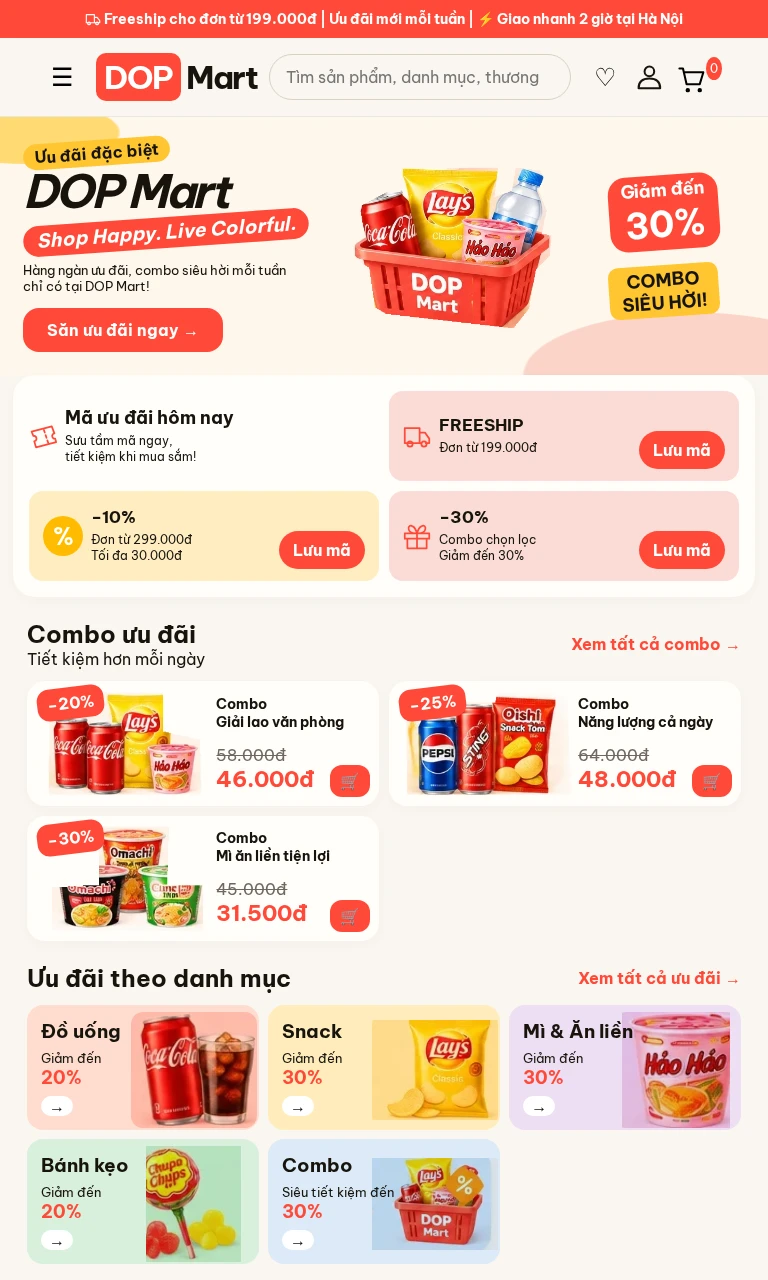 Freeship cho đơn từ 199.000đ | Ưu đãi mới mỗi tuần | ⚡ Giao nhanh 2 giờ tại Hà Nội
☰ DOP Mart Tìm sản phẩm, danh mục, thương ♡ 0
Ưu đãi đặc biệt
DOP Mart
Shop Happy. Live Colorful.
Hàng ngàn ưu đãi, combo siêu hời mỗi tuần
chỉ có tại DOP Mart!
Săn ưu đãi ngay →
Coca-Cola
Lay's
Classic
Hảo Hảo
DOP
Mart
Giảm đến
30%
COMBO
SIÊU HỜI!
Mã ưu đãi hôm nay
Sưu tầm mã ngay,
tiết kiệm khi mua sắm!
FREESHIP
Đơn từ 199.000đ
Lưu mã
%
-10%
Đơn từ 299.000đ
Tối đa 30.000đ
Lưu mã
-30%
Combo chọn lọc
Giảm đến 30%
Lưu mã
Combo ưu đãi
Tiết kiệm hơn mỗi ngày
Xem tất cả combo →
-20%
Coca-Cola
Coca-Cola
Lay's
Hảo Hảo
Combo
Giải lao văn phòng
58.000đ
46.000đ
-25%
PEPSI
STING
Oishi
Snack Tom
Combo
Năng lượng cả ngày
64.000đ
48.000đ
-30%
Omachi
Omachi
Combo
Mì ăn liền tiện lợi
45.000đ
31.500đ
Ưu đãi theo danh mục
Xem tất cả ưu đãi →
Đồ uống
Giảm đến
20%
→
Coca-Cola
Snack
Giảm đến
30%
→
Lay's
Classic
Mì & Ăn liền
Giảm đến
30%
→
Hảo Hảo
Bánh kẹo
Giảm đến
20%
→
Chupa
Chups
Combo
Siêu tiết kiệm đến
30%
→
Lay's
%
DOP
Mart